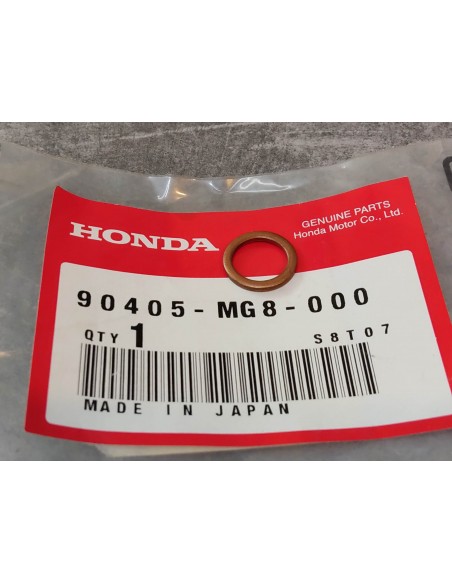 GENUINE PARTS
Honda Motor Co., Ltd.
HONDA
90405-MG8-000
QTY 1 S8T07
MADE IN JAPAN